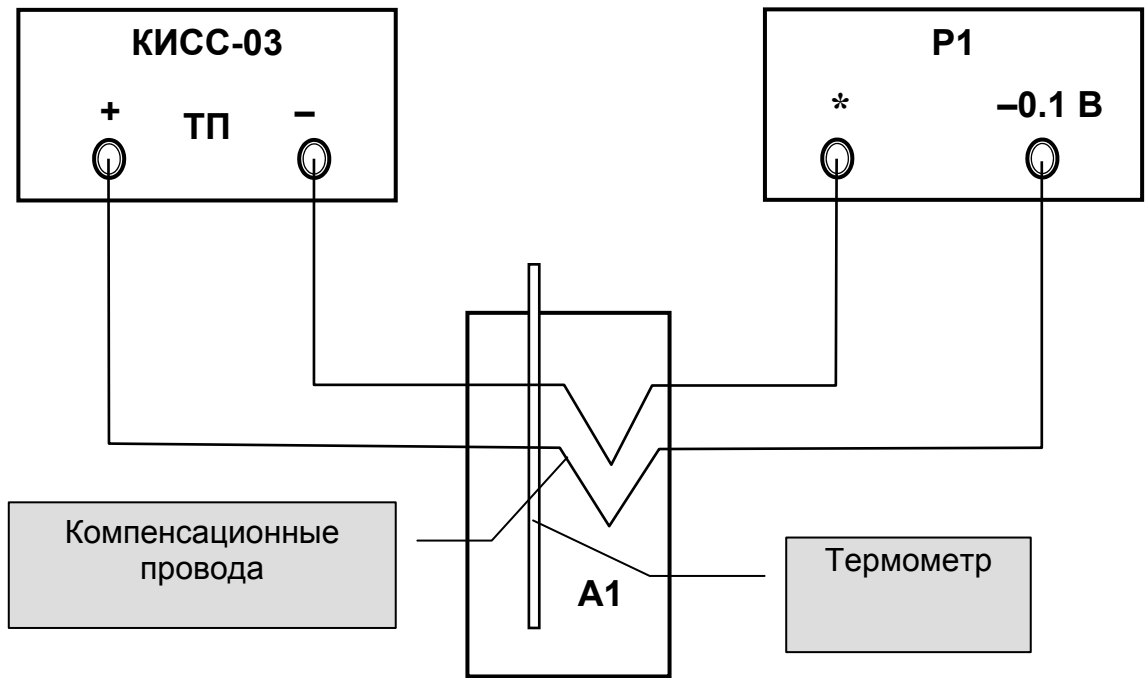 КИСС-03
+ ТП –
Р1
* –0.1 В
Компенсационные
провода
Термометр
А1